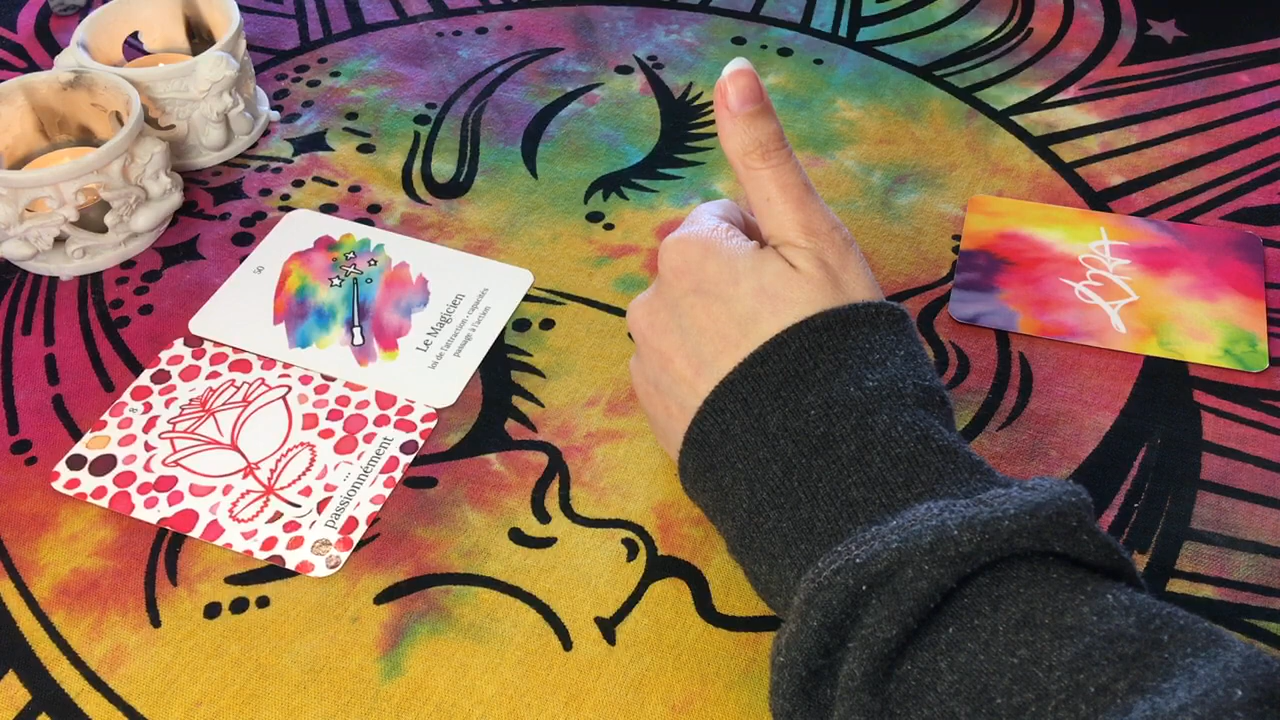 50
Le Magicien
loi de l'attraction • capacités
passage à l'action
8
...
passionnément